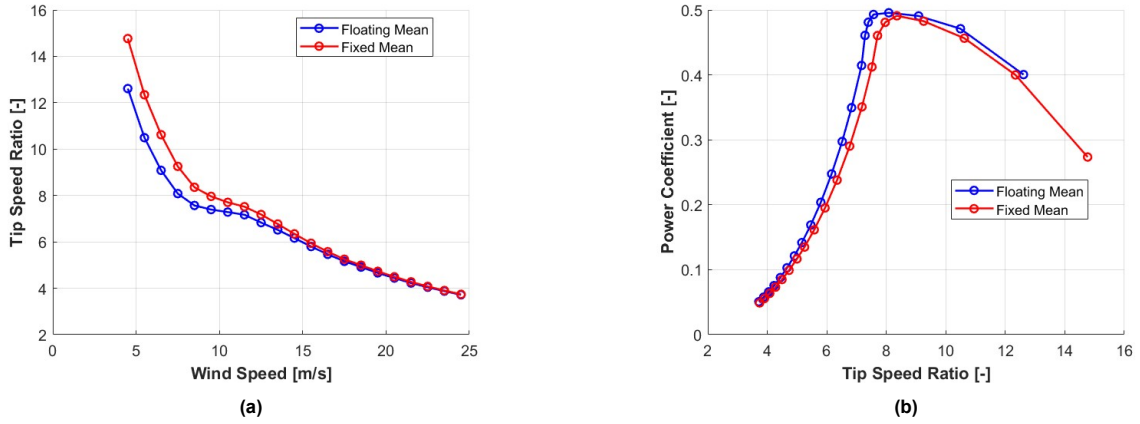 16
14
12
10
8
6
4
2
0
5
10
15
20
25
Tip Speed Ratio [-]
Wind Speed [m/s]
Floating Mean
Fixed Mean
(a)
0.5
0.4
0.3
0.2
0.1
0
2
4
6
8
10
12
14
16
Power Coefficient [-]
Tip Speed Ratio [-]
Floating Mean
Fixed Mean
(b)